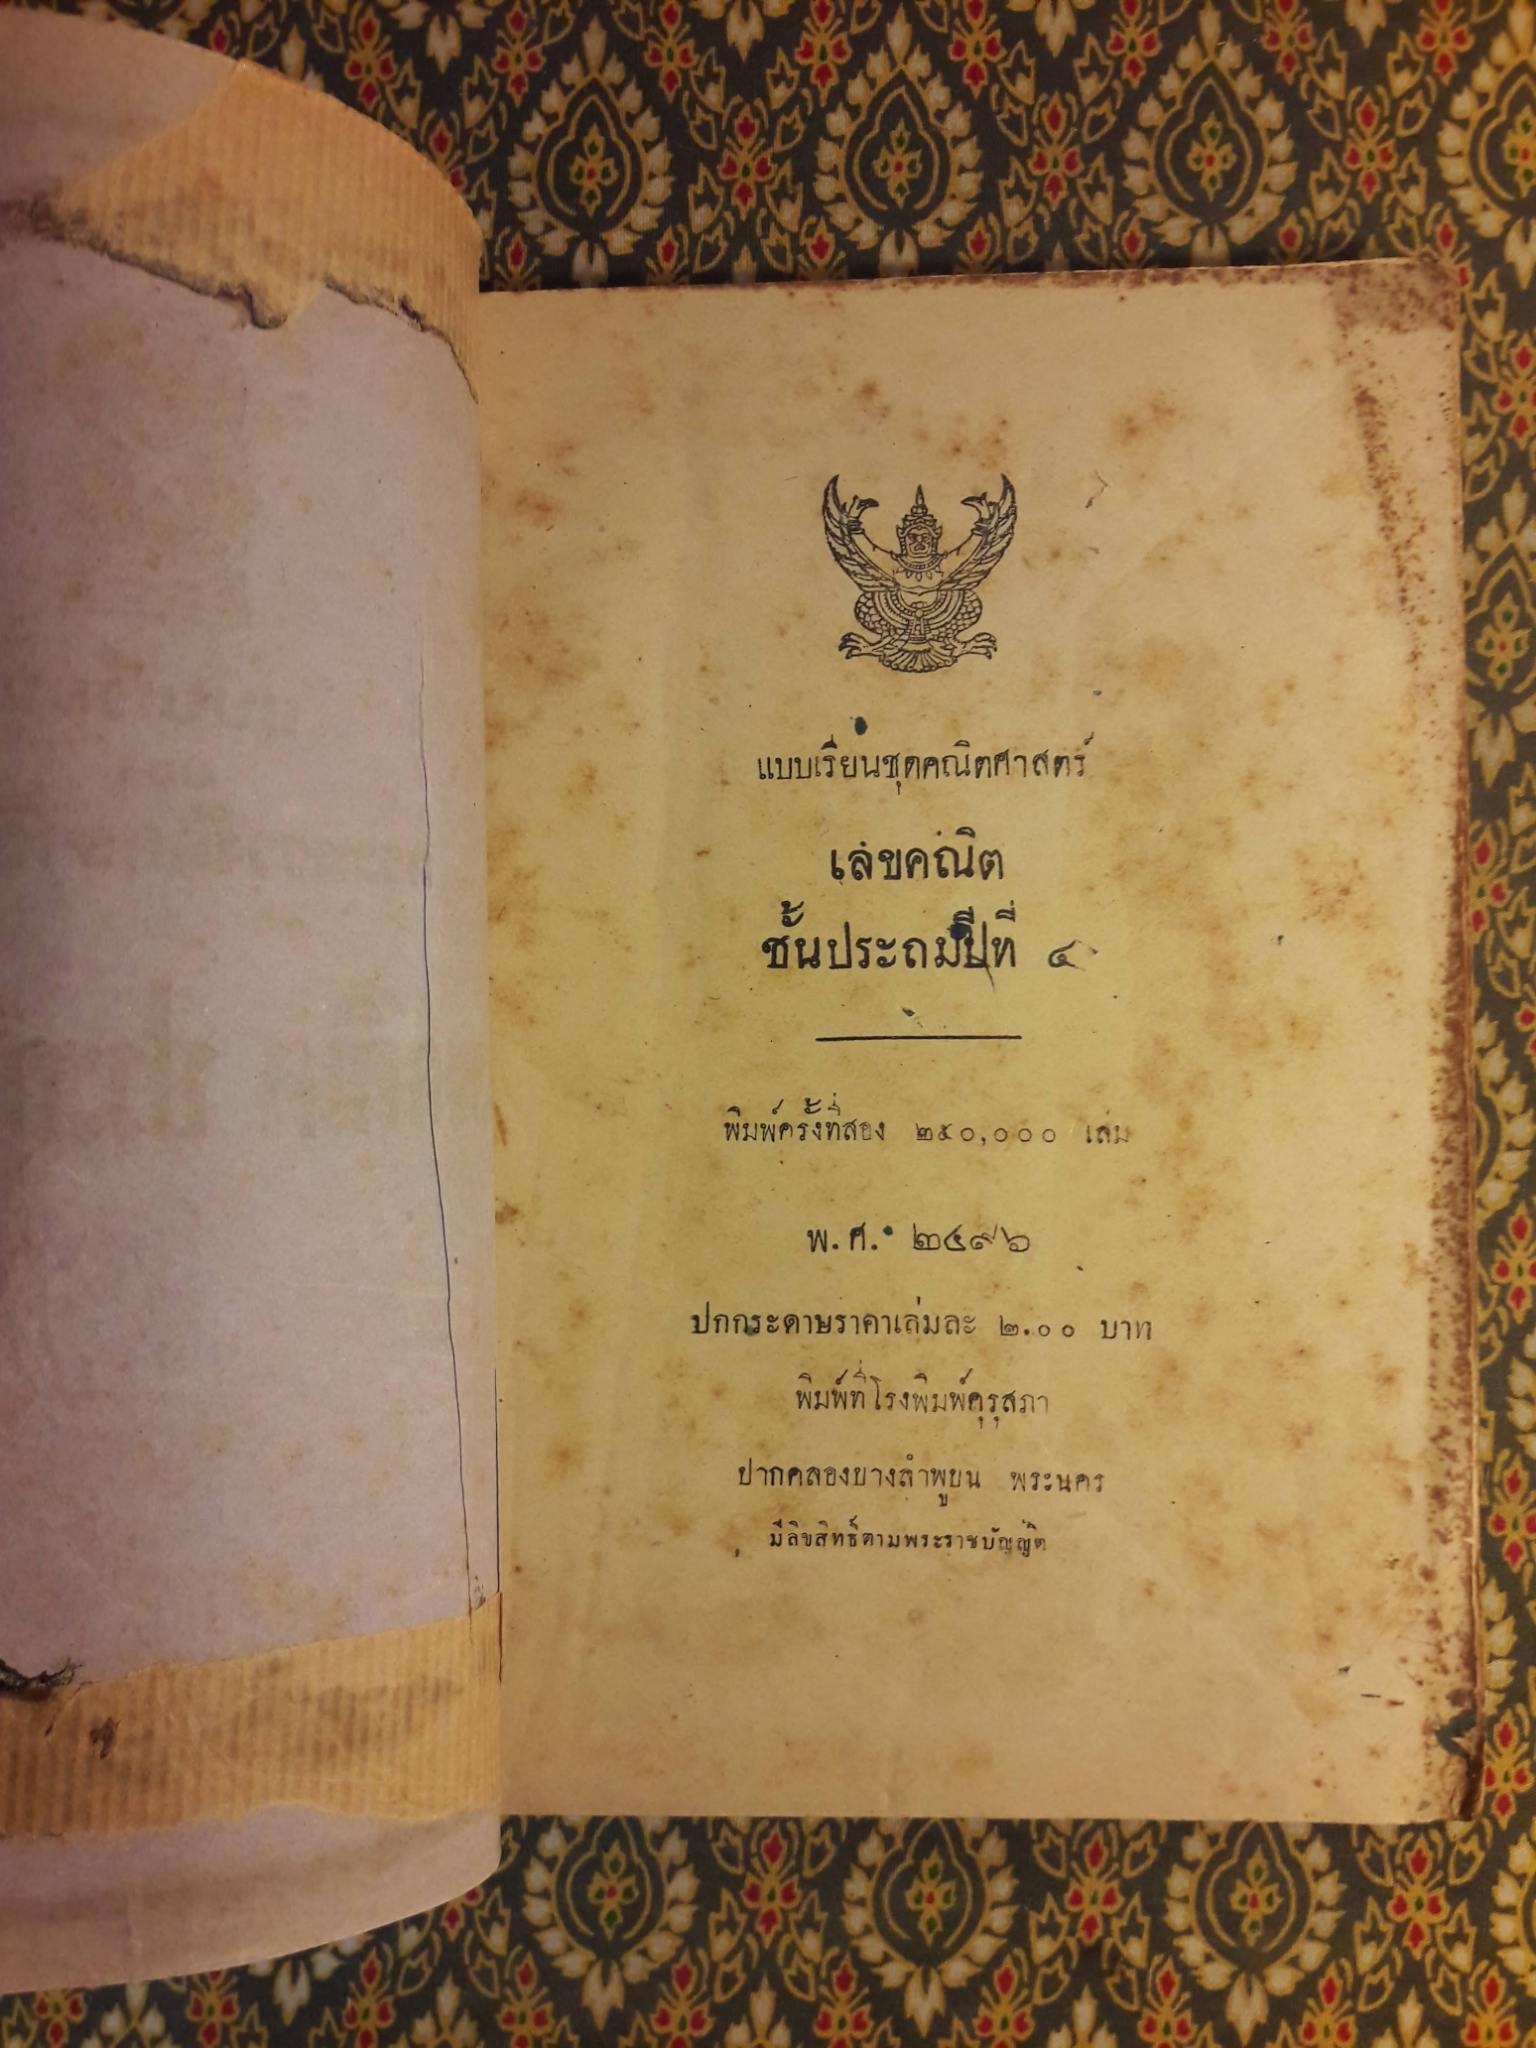 แบบเรียนชุดคณิตศาสตร์
เลขคณิต
ชั้นประถมปีที่ ๔
พิมพ์ครั้งที่สอง ๒๕๐,๐๐๐ เล่ม
พ.ศ. ๒๔๙๖
ปกกระดาษราคาเล่มละ ๒.๐๐ บาท
พิมพ์ที่โรงพิมพ์คุรุสภา
ปากคลองบางลำพูบน พระนคร
มีลิขสิทธิ์ตามพระราชบัญญัติ